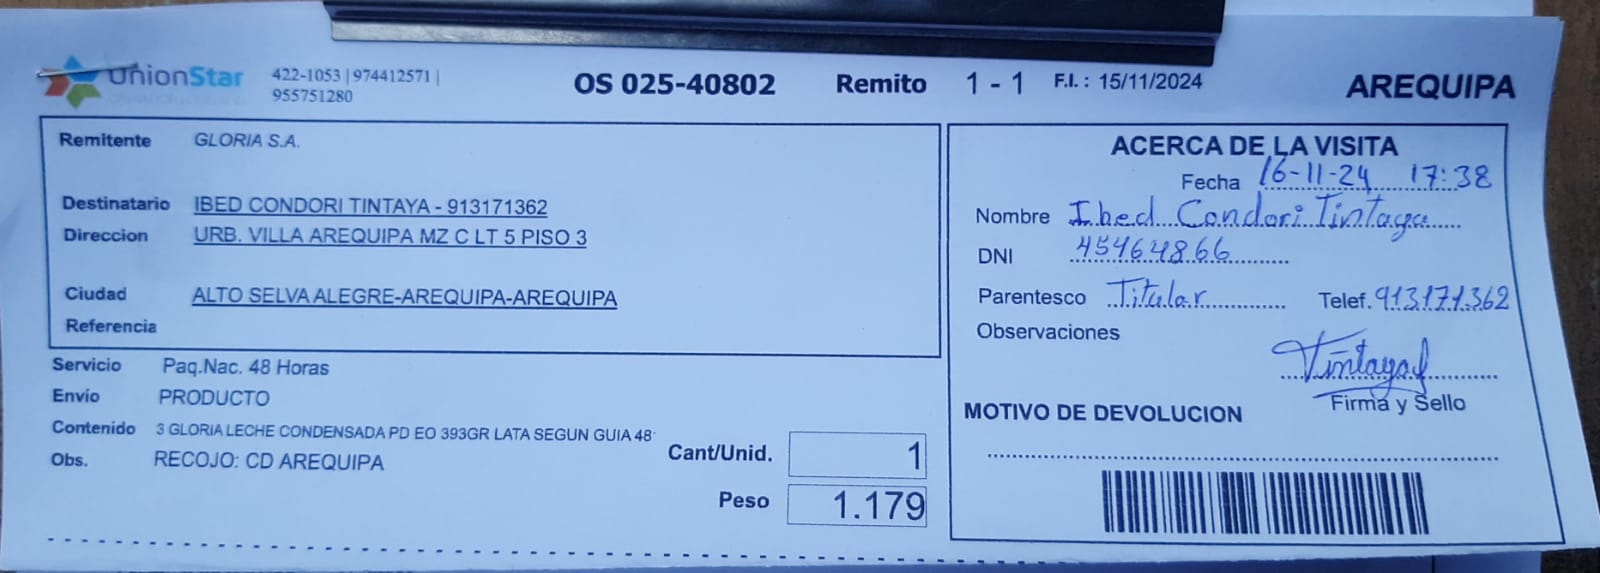 UnionStar 422-1053 | 974412571 |
955751280
OS 025-40802 Remito 1 - 1 F.I. : 15/11/2024 AREQUIPA
Remitente GLORIA S.A.
Destinatario IBED CONDORI TINTAYA - 913171362
Direccion URB. VILLA AREQUIPA MZ C LT 5 PISO 3
Ciudad ALTO SELVA ALEGRE-AREQUIPA-AREQUIPA
Referencia
Servicio Paq.Nac. 48 Horas
Envío PRODUCTO
Contenido 3 GLORIA LECHE CONDENSADA PD EO 393GR LATA SEGUN GUIA 48
Obs. RECOJO: CD AREQUIPA
Cant/Unid. 1
Peso 1.179
ACERCA DE LA VISITA
Fecha 16-11-24 17:38
Nombre Ibed Condori Tintaya
DNI 45464866
Parentesco Titular Telef. 913171362
Observaciones
Tintaya
Firma y Sello
MOTIVO DE DEVOLUCION